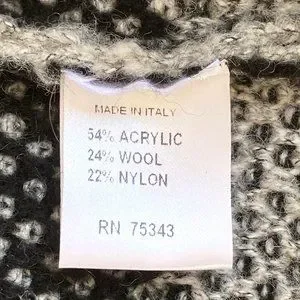 MADE IN ITALY
54% ACRYLIC
24% WOOL
22% NYLON
RN 75343